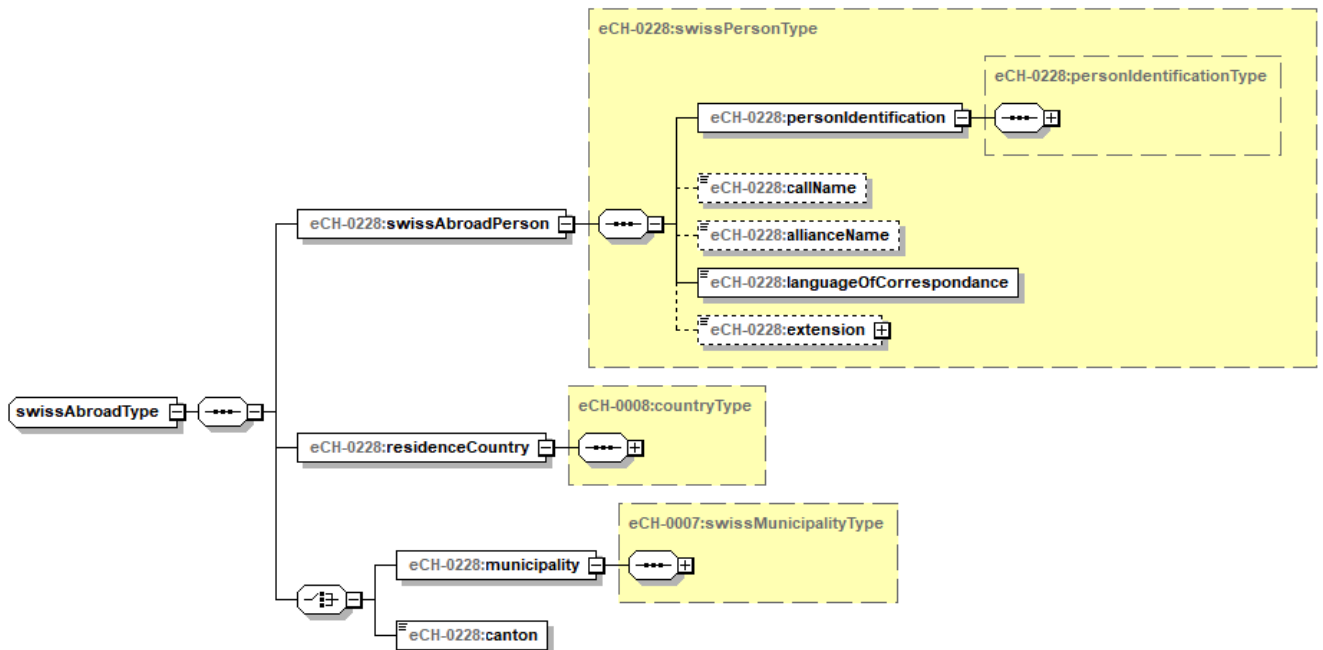 eCH-0228:swissPersonType
eCH-0228:personIdentificationType
eCH-0228:personIdentification
eCH-0228:callName
eCH-0228:swissAbroadPerson
eCH-0228:allianceName
eCH-0228:languageOfCorrespondance
eCH-0228:extension
swissAbroadType
eCH-0008:countryType
eCH-0228:residenceCountry
eCH-0007:swissMunicipalityType
eCH-0228:municipality
eCH-0228:canton